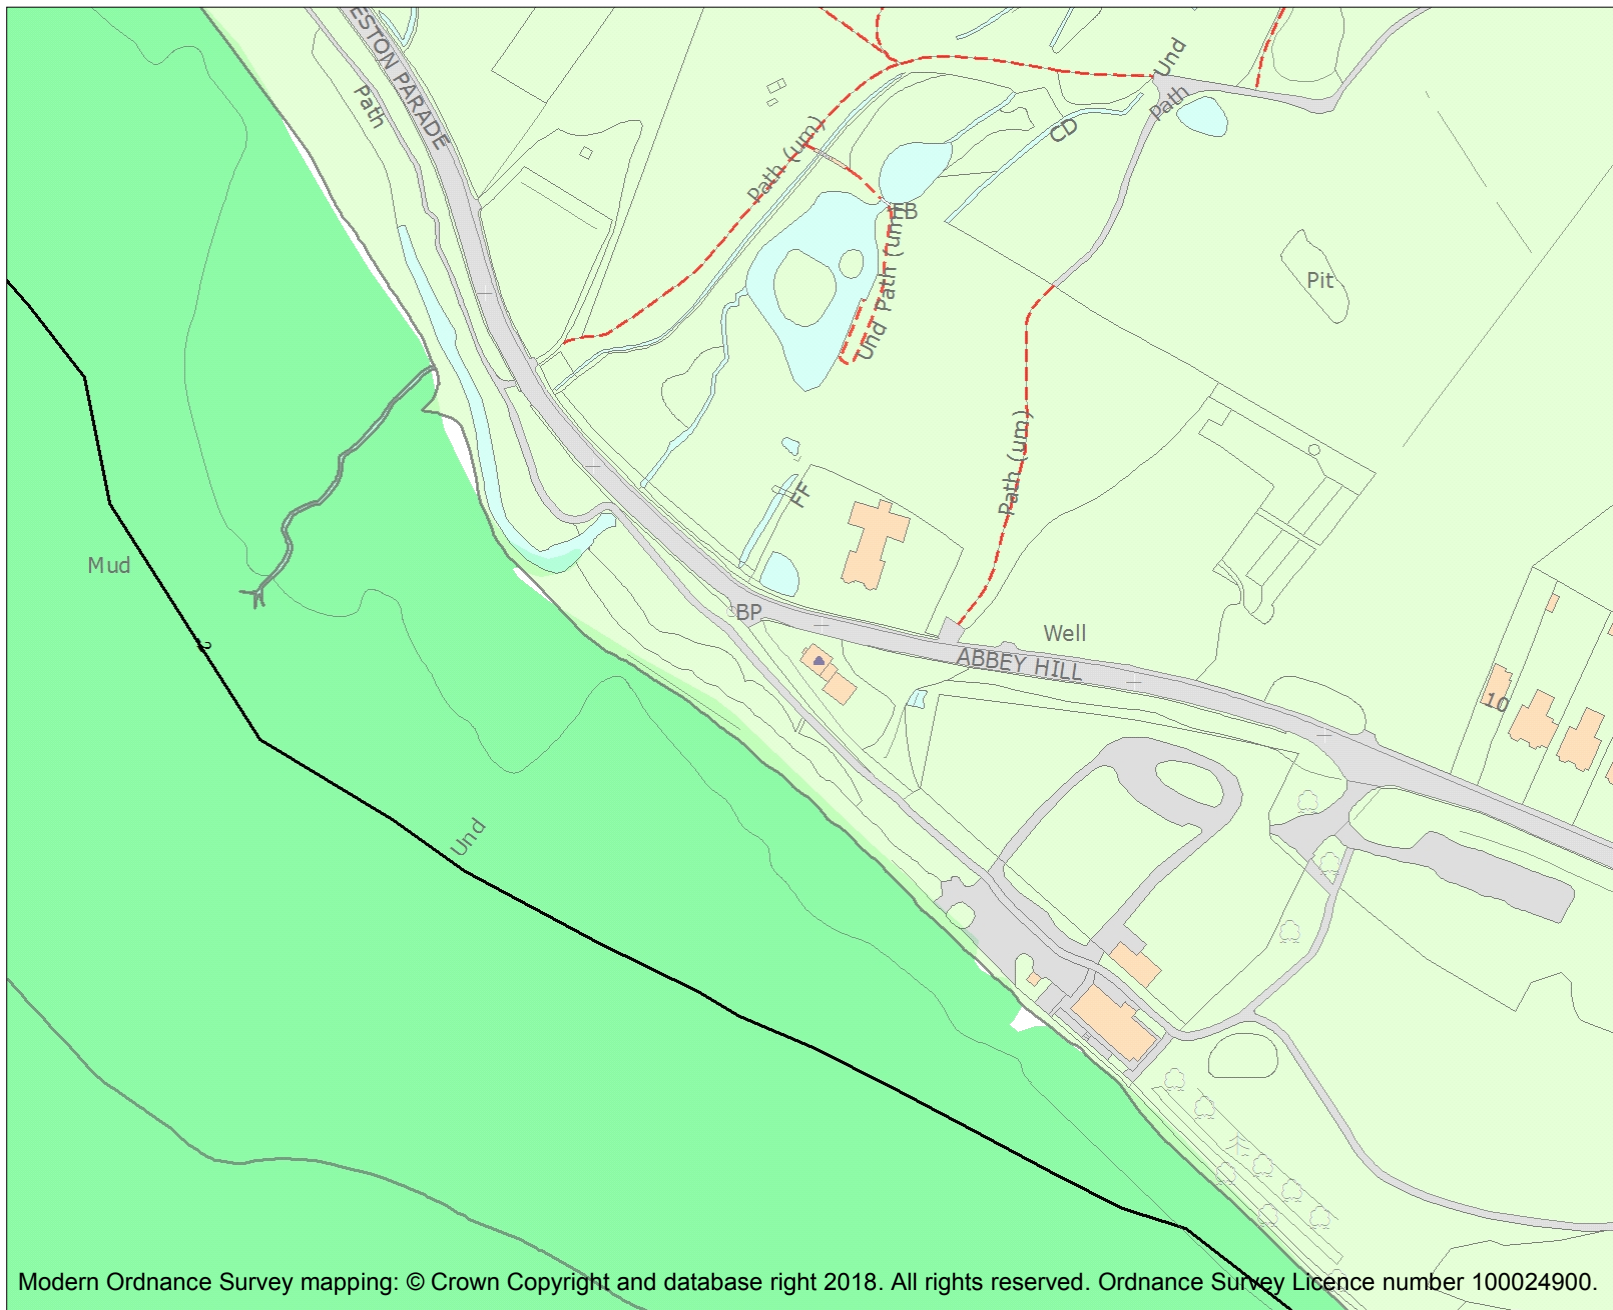 ESTON PARADE
Path
Und
Path
CD
Path (um)
EB
Und Path (um)
Pit
Path (um)
FF
Mud
2
BP
Well
ABBEY HILL
10
Und
Modern Ordnance Survey mapping: © Crown Copyright and database right 2018. All rights reserved. Ordnance Survey Licence number 100024900.